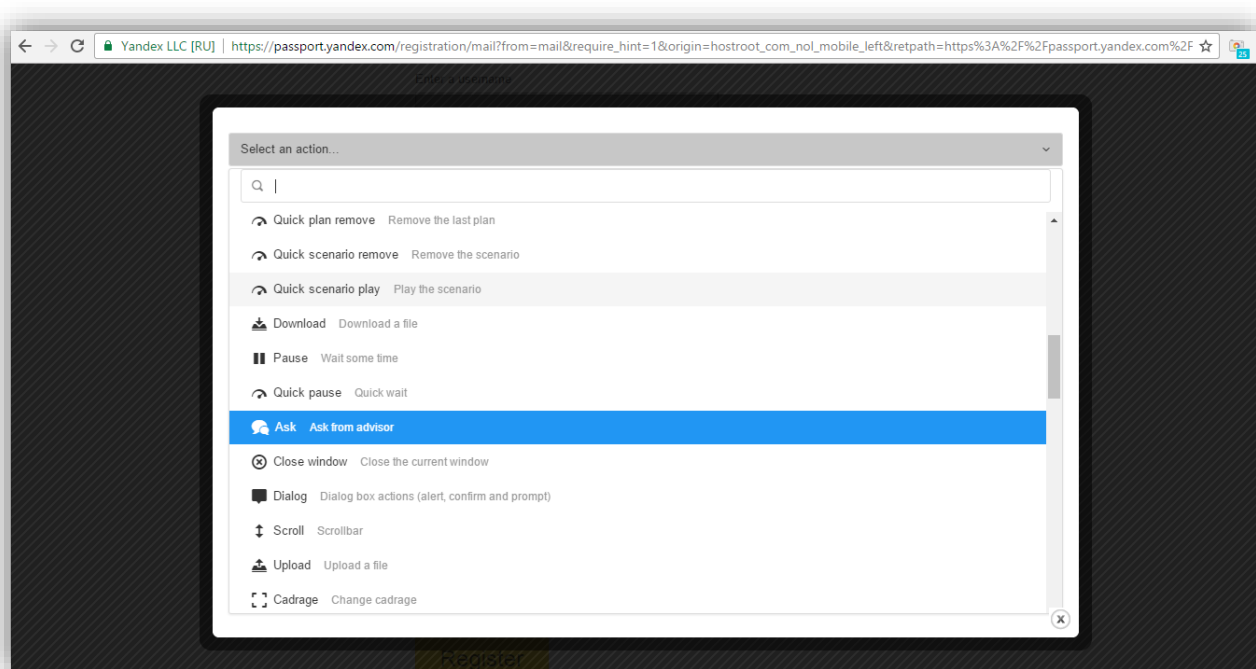 Yandex LLC [RU] https://passport.yandex.com/registration/mail?from=mail&require_hint=1&origin=hostroot_com_nol_mobile_left&retpath=https%3A%2F%2Fpassport.yandex.com%2F
25
Enter a username
Select an action...
Quick plan remove Remove the last plan
Quick scenario remove Remove the scenario
Quick scenario play Play the scenario
Download Download a file
Pause Wait some time
Quick pause Quick wait
Ask Ask from advisor
Close window Close the current window
Dialog Dialog box actions (alert, confirm and prompt)
Scroll Scrollbar
Upload Upload a file
Cadrage Change cadrage
Register